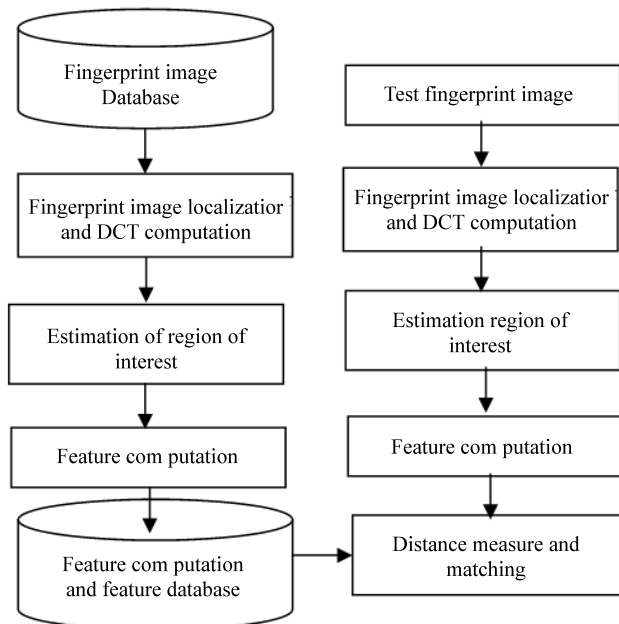 Fingerprint image
Database
Fingerprint image localization
and DCT computation
Estimation of region of
interest
Feature com putation
Feature com putation
and feature database
Test fingerprint image
Fingerprint image localization
and DCT computation
Estimation region of
interest
Feature com putation
Distance measure and
matching